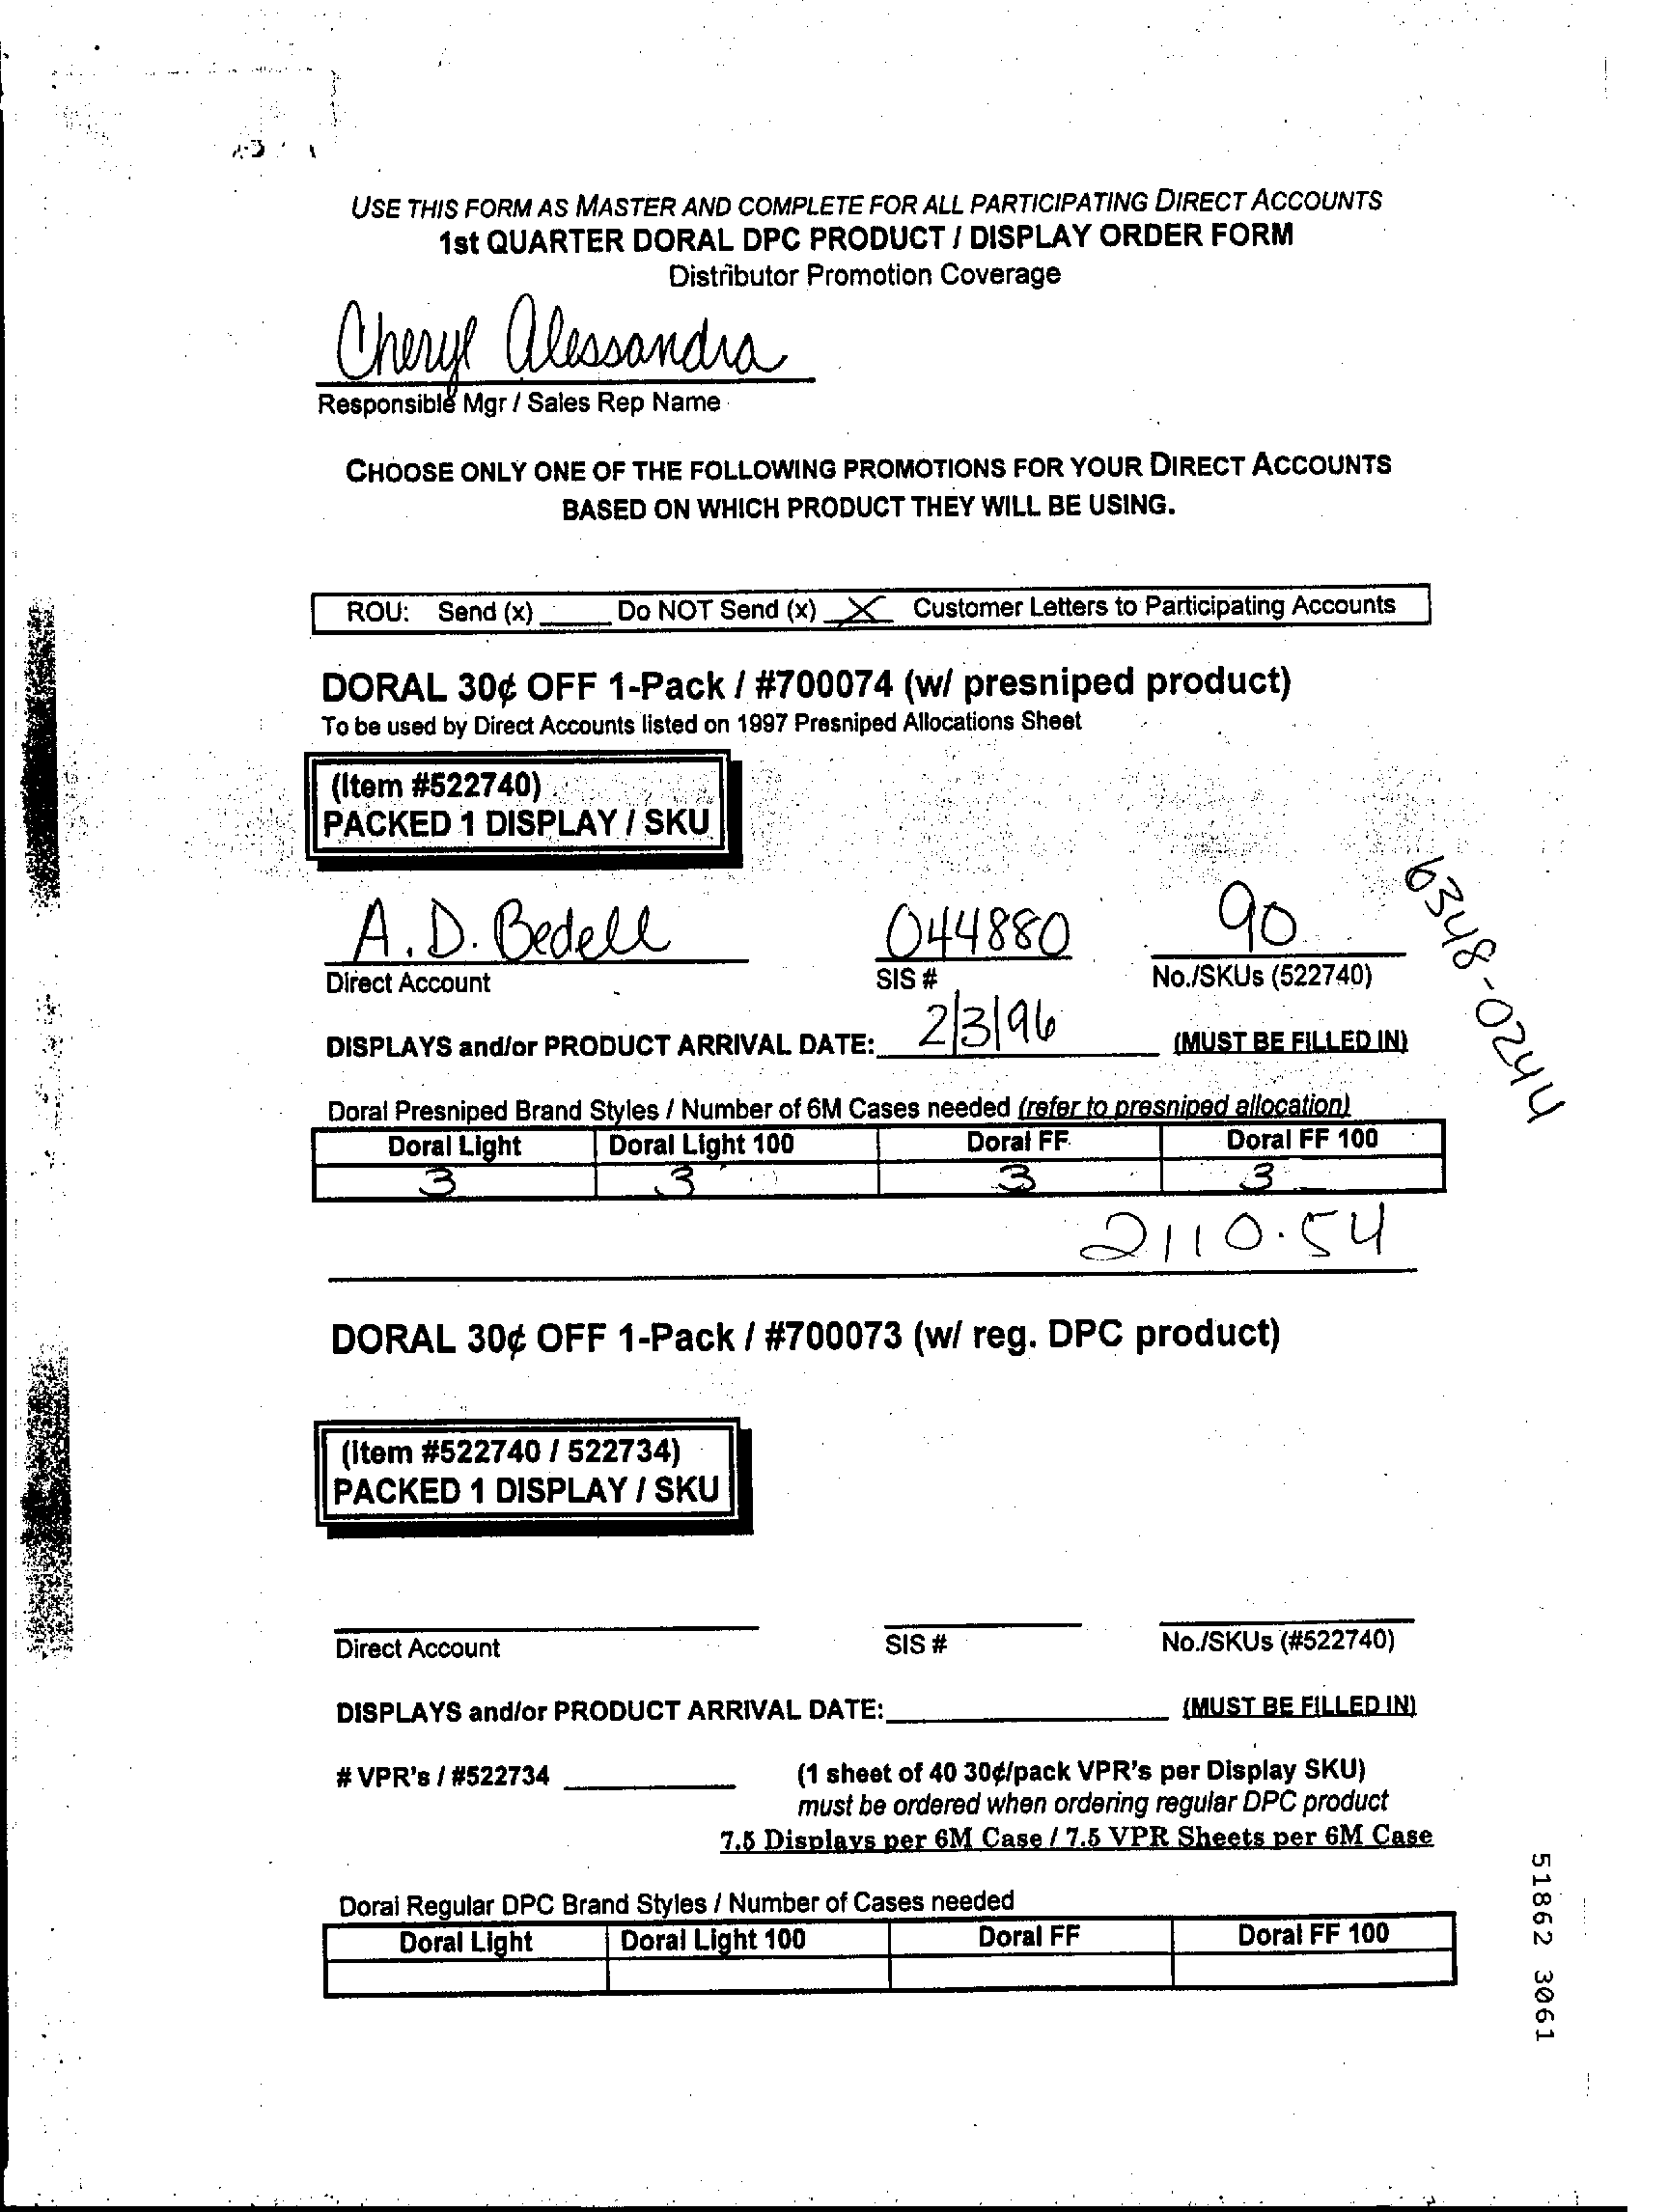 USE THIS FORM AS MASTER AND COMPLETE FOR ALL PARTICIPATING DIRECT ACCOUNTS
1st QUARTER DORAL DPC PRODUCT / DISPLAY ORDER FORM
Distributor Promotion Coverage
Cheryl Alessandra
Responsible Mgr / Sales Rep Name
CHOOSE ONLY ONE OF THE FOLLOWING PROMOTIONS FOR YOUR DIRECT ACCOUNTS
BASED ON WHICH PRODUCT THEY WILL BE USING.
ROU: Send (x) _____ Do NOT Send (x) X Customer Letters to Participating Accounts
DORAL 30¢ OFF 1-Pack / #700074 (w/ presniped product)
To be used by Direct Accounts listed on 1997 Presniped Allocations Sheet
(Item #522740)
PACKED 1 DISPLAY / SKU
A.D. Bedell 044880 90
Direct Account SIS # No./SKUs (522740)
6348-0244
DISPLAYS and/or PRODUCT ARRIVAL DATE: 2/3/96 (MUST BE FILLED IN)
Doral Presniped Brand Styles / Number of 6M Cases needed (refer to presniped allocation)
Doral Light Doral Light 100 Doral FF Doral FF 100
3 3 3 3
2110.54
DORAL 30¢ OFF 1-Pack / #700073 (w/ reg. DPC product)
(Item #522740 / 522734)
PACKED 1 DISPLAY / SKU
Direct Account SIS # No./SKUs (#522740)
DISPLAYS and/or PRODUCT ARRIVAL DATE:__________ (MUST BE FILLED IN)
# VPR's / #522734 __________ (1 sheet of 40 30¢/pack VPR's per Display SKU)
must be ordered when ordering regular DPC product
7.5 Displays per 6M Case / 7.5 VPR Sheets per 6M Case
Doral Regular DPC Brand Styles / Number of Cases needed
Doral Light Doral Light 100 Doral FF Doral FF 100
51862 3061